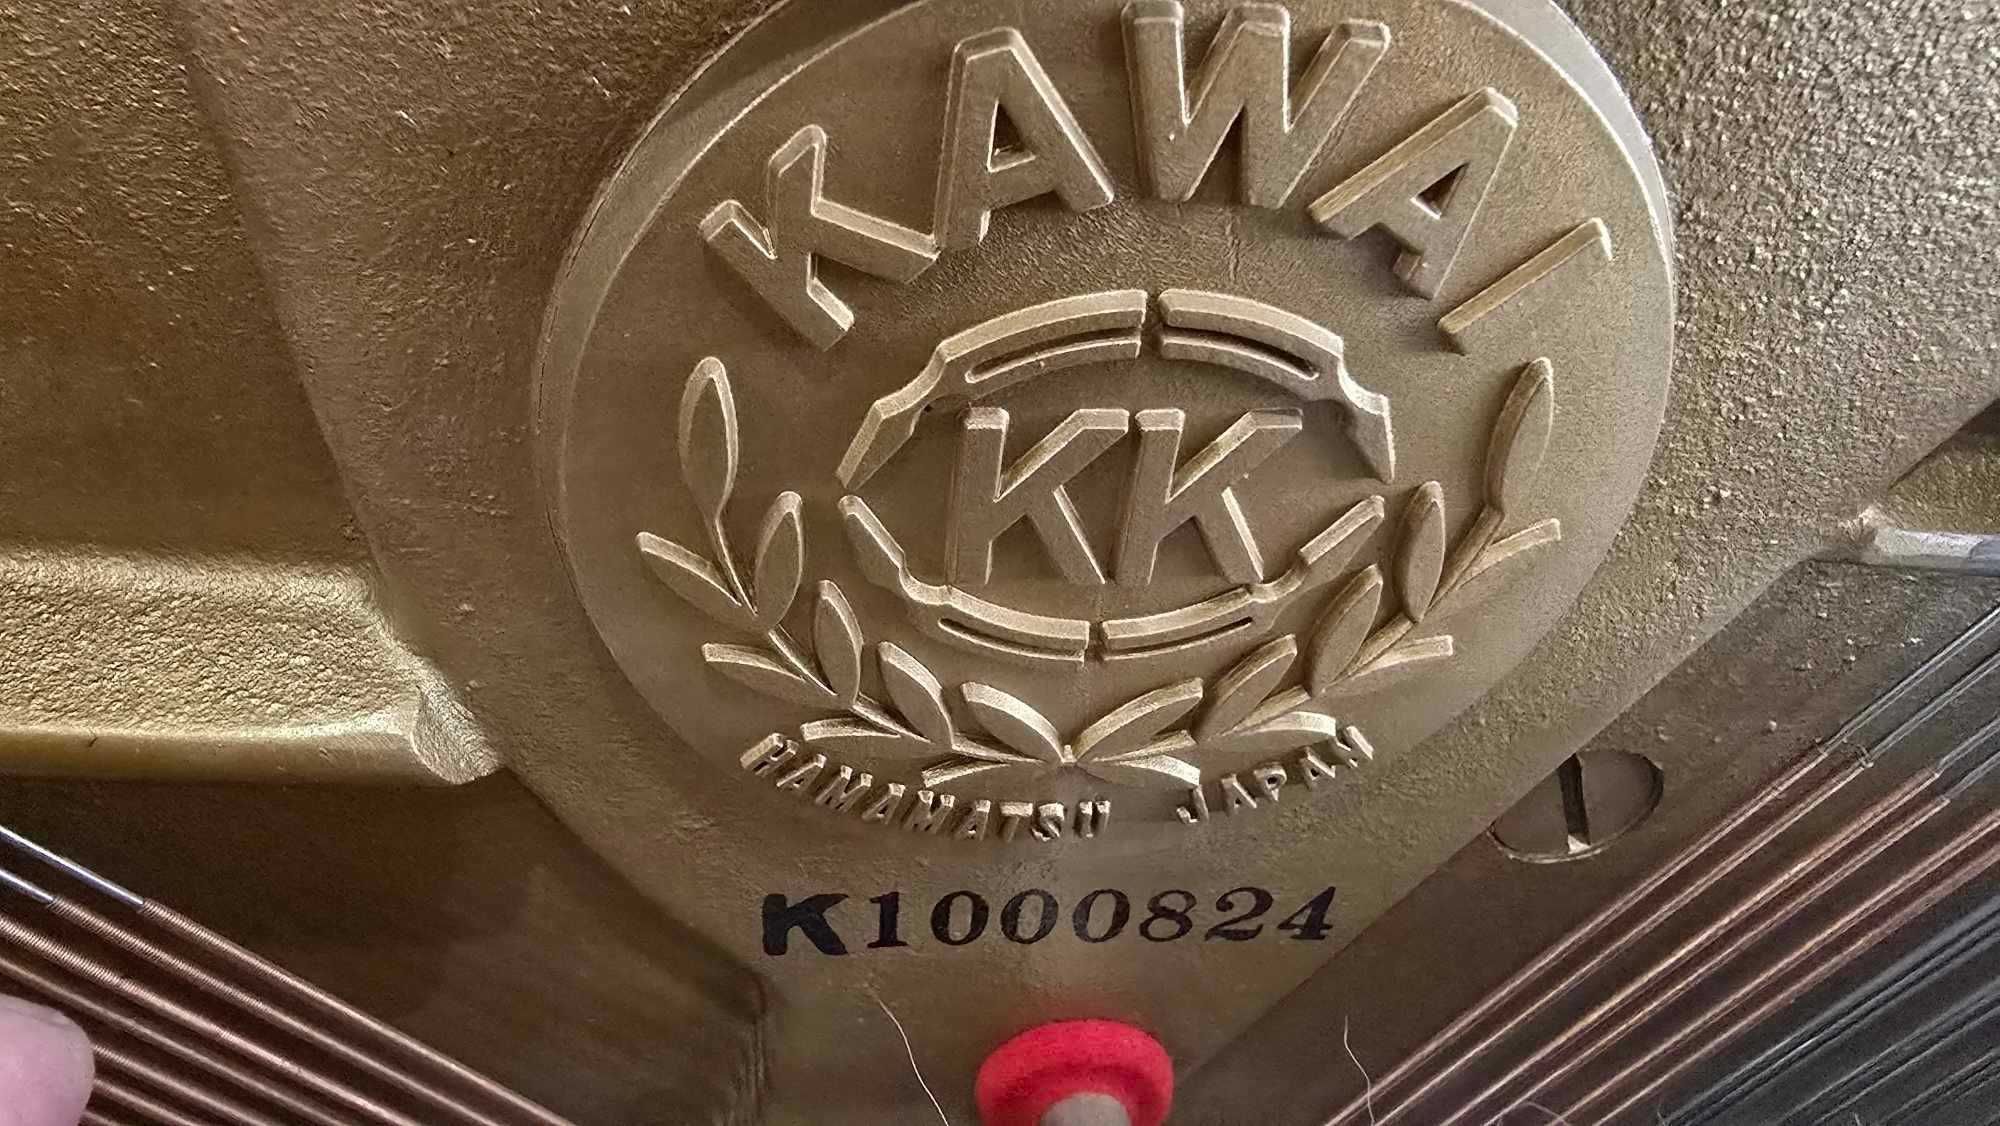 KAWAI
KK
HAMAMATSU JAPAN
K1000824